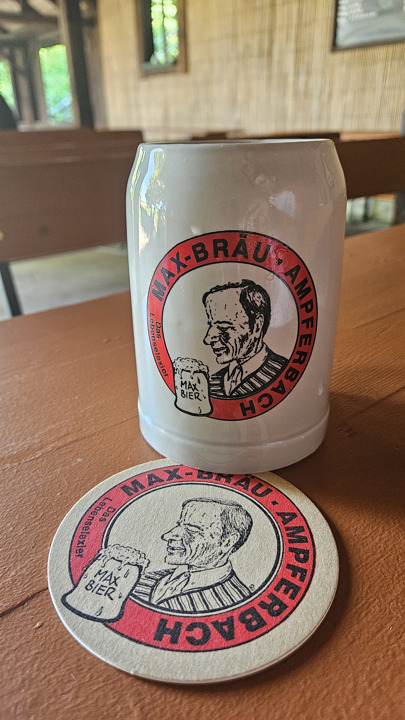 MAX-BRÄU · AMPFERBACH
Das
Lebenselexier
MAX
BIER
MAX-BRÄU · AMPFERBACH
Das
Lebenselexier
MAX
BIER